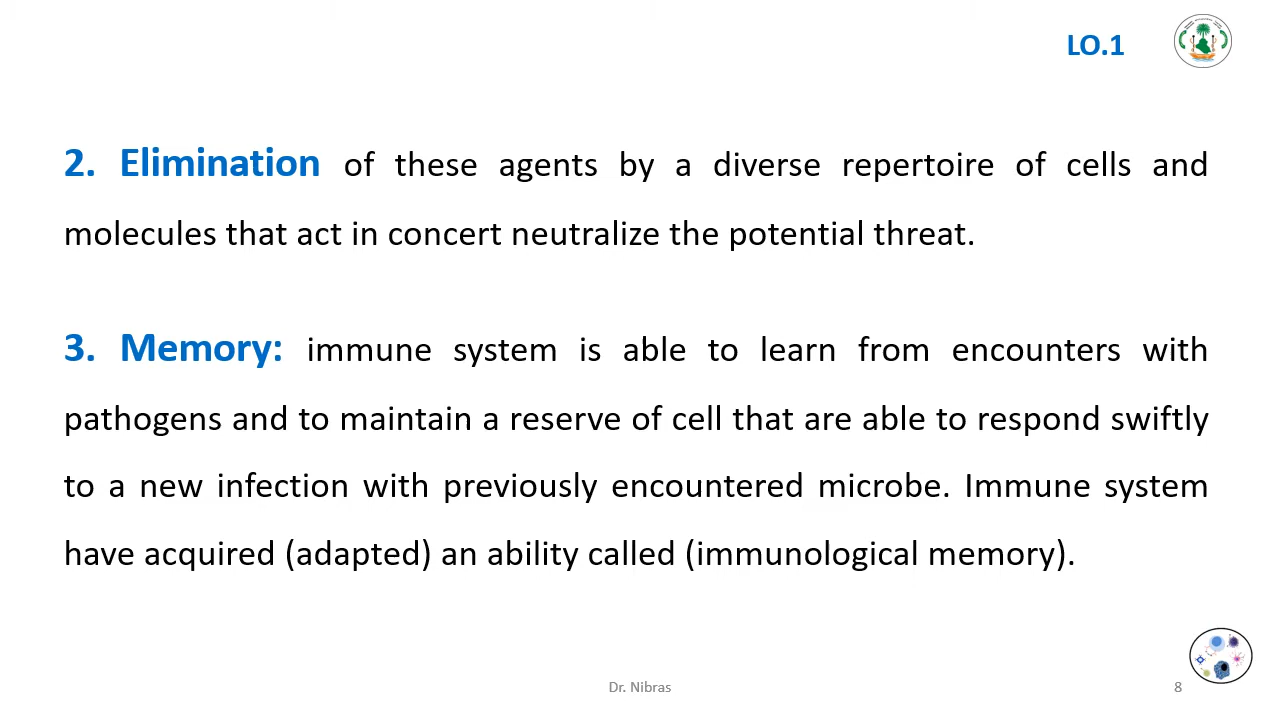 LO.1
2. Elimination of these agents by a diverse repertoire of cells and
molecules that act in concert neutralize the potential threat.
3. Memory: immune system is able to learn from encounters with
pathogens and to maintain a reserve of cell that are able to respond swiftly
to a new infection with previously encountered microbe. Immune system
have acquired (adapted) an ability called (immunological memory).
Dr. Nibras
8